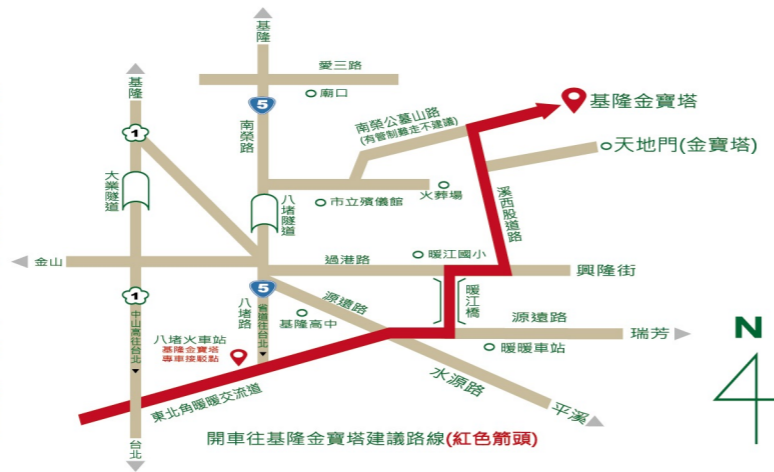 基隆
愛三路
基隆
廟口
5
基隆金寶塔
南榮公墓山路
(有管制聽走不建議)
1
南榮路
天地門(金寶塔)
大業隧道
八堵隧道
火葬場
市立殯儀館
溪西股道路
暖江國小
金山
過港路
興隆街
5
1
中山高往台北
八堵路
省道往台北
源遠路
暖江橋
基隆高中
源遠路
瑞芳
N
八堵火車站
基隆金寶塔
專車接駁點
暖暖車站
水源路
東北角暖暖交流道
平溪
台北
開車往基隆金寶塔建議路線(紅色箭頭)